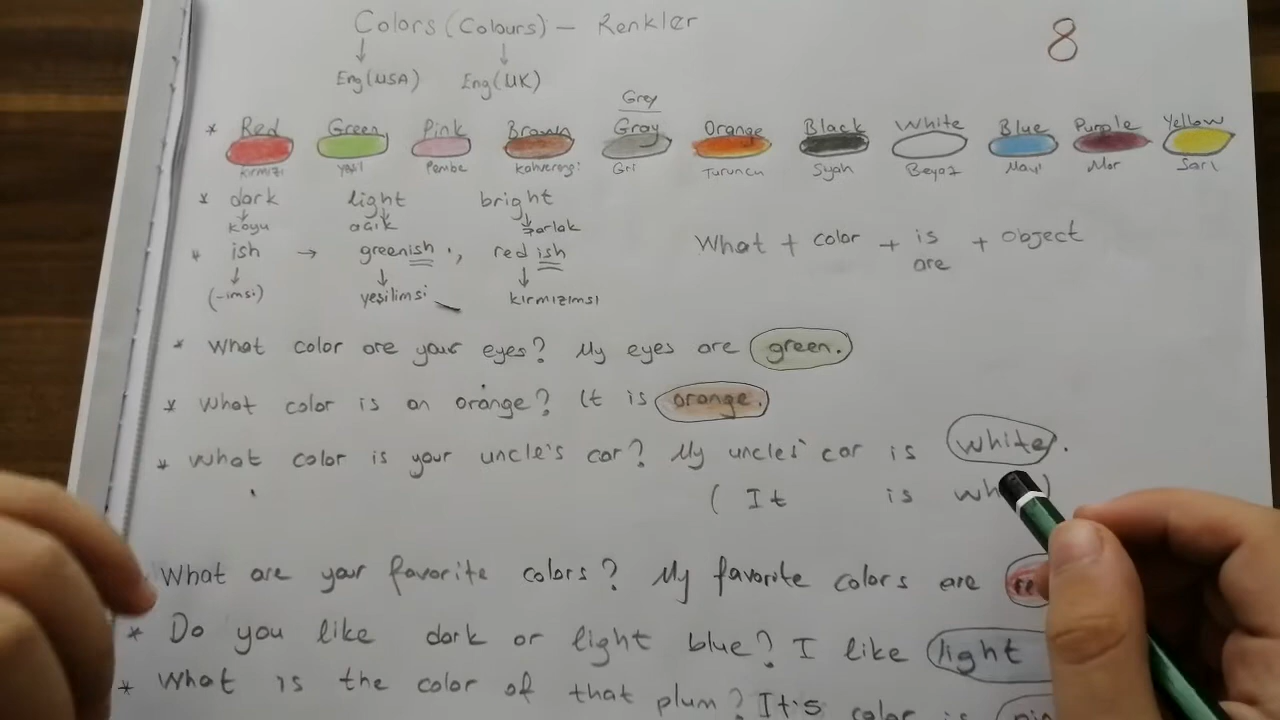 Colors (Colours) – Renkler
8
Eng(USA) Eng(UK)
Grey
* Red Green Pink Brown Gray Orange Black White Blue Purple Yellow
Kırmızı yeşil Pembe Kahverengi Gri Turuncu Siyah Beyaz Mavi Mor Sarı
* dark light bright
Koyu açık Parlak
* ish → greenish., reddish
What + color + is + object
are
(-imsi) yeşilimsi kırmızımsı
* What color are your eyes? My eyes are green.
* What color is an orange? It is orange.
* What color is your uncle's car? My uncles' car is white.
( It is wh )
What are your favorite colors? My favorite colors are
* Do you like dark or light blue? I like light
* What is the color of that plum? It's color is